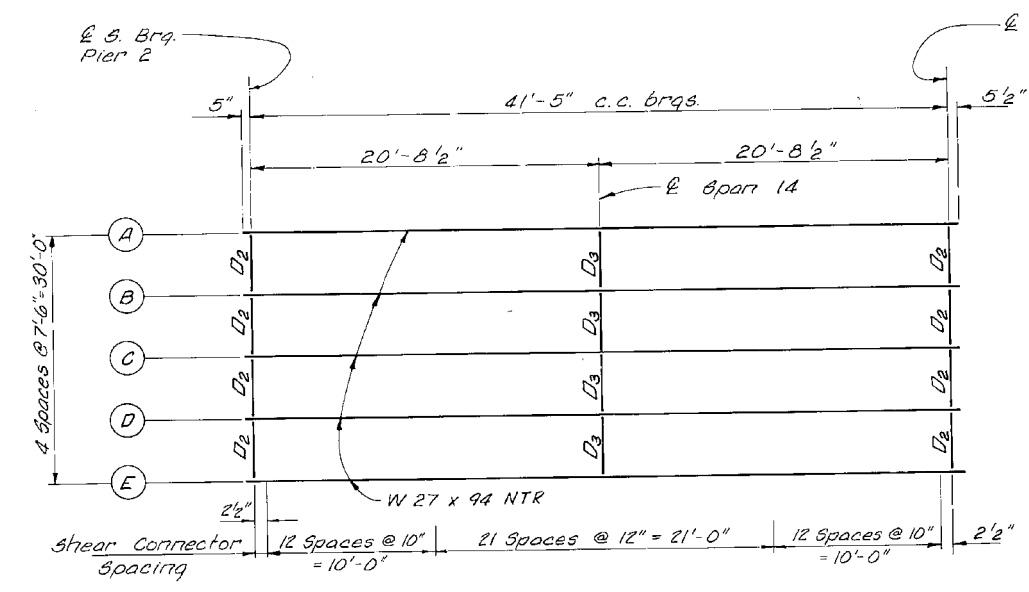 ℄ S. Brg.
Pier 2
℄
5"
41'-5" c.c. brgs.
5½"
20'-8½"
20'-8½"
℄ Span 14
A
B
C
D
E
4 Spaces @ 7'-6" = 30'-0"
D2
D3
D2
D2
D3
D2
D2
D3
D2
D2
D3
D2
W 27 x 94 NTR
2½"
Shear Connector
Spacing
12 Spaces @ 10"
= 10'-0"
21 Spaces @ 12" = 21'-0"
12 Spaces @ 10"
= 10'-0"
2½"